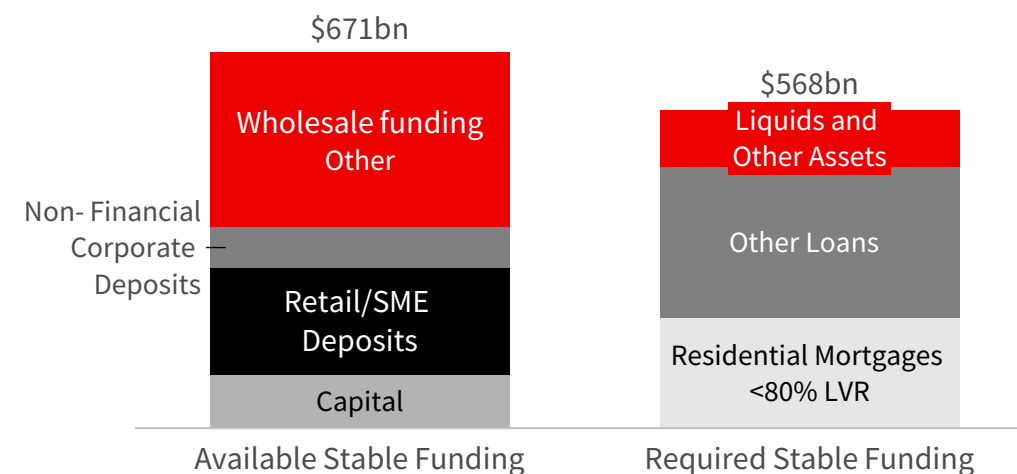 $671bn
Wholesale funding
Other
Non- Financial
Corporate
Deposits
Retail/SME
Deposits
Capital
Available Stable Funding
$568bn
Liquids and
Other Assets
Other Loans
Residential Mortgages
<80% LVR
Required Stable Funding